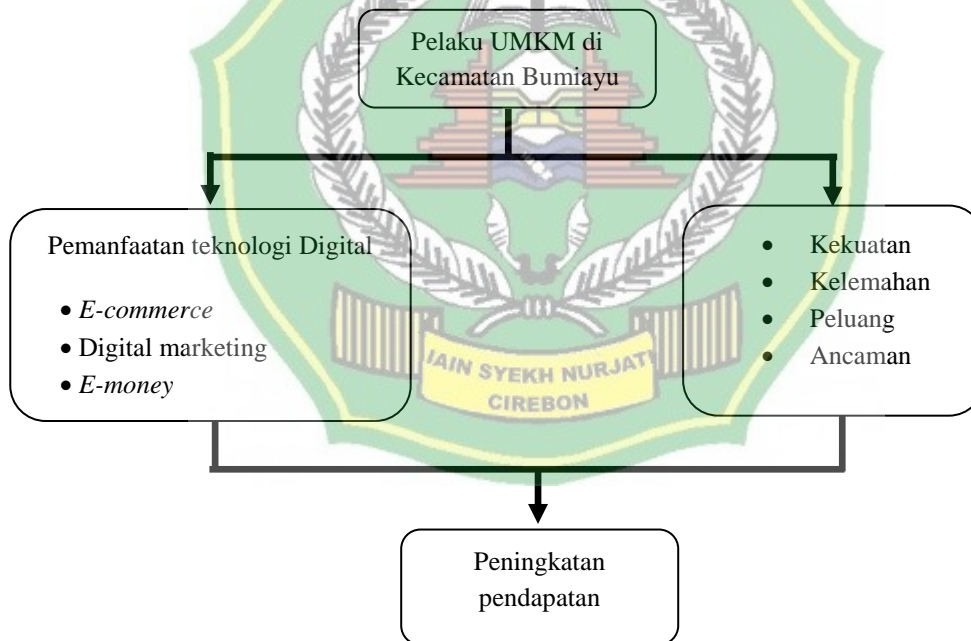 Pelaku UMKM di
Kecamatan Bumiayu
Pemanfaatan teknologi Digital
• E-commerce
• Digital marketing
• E-money
• Kekuatan
• Kelemahan
• Peluang
• Ancaman
IAIN SYEKH NURJATI
CIREBON
Peningkatan
pendapatan